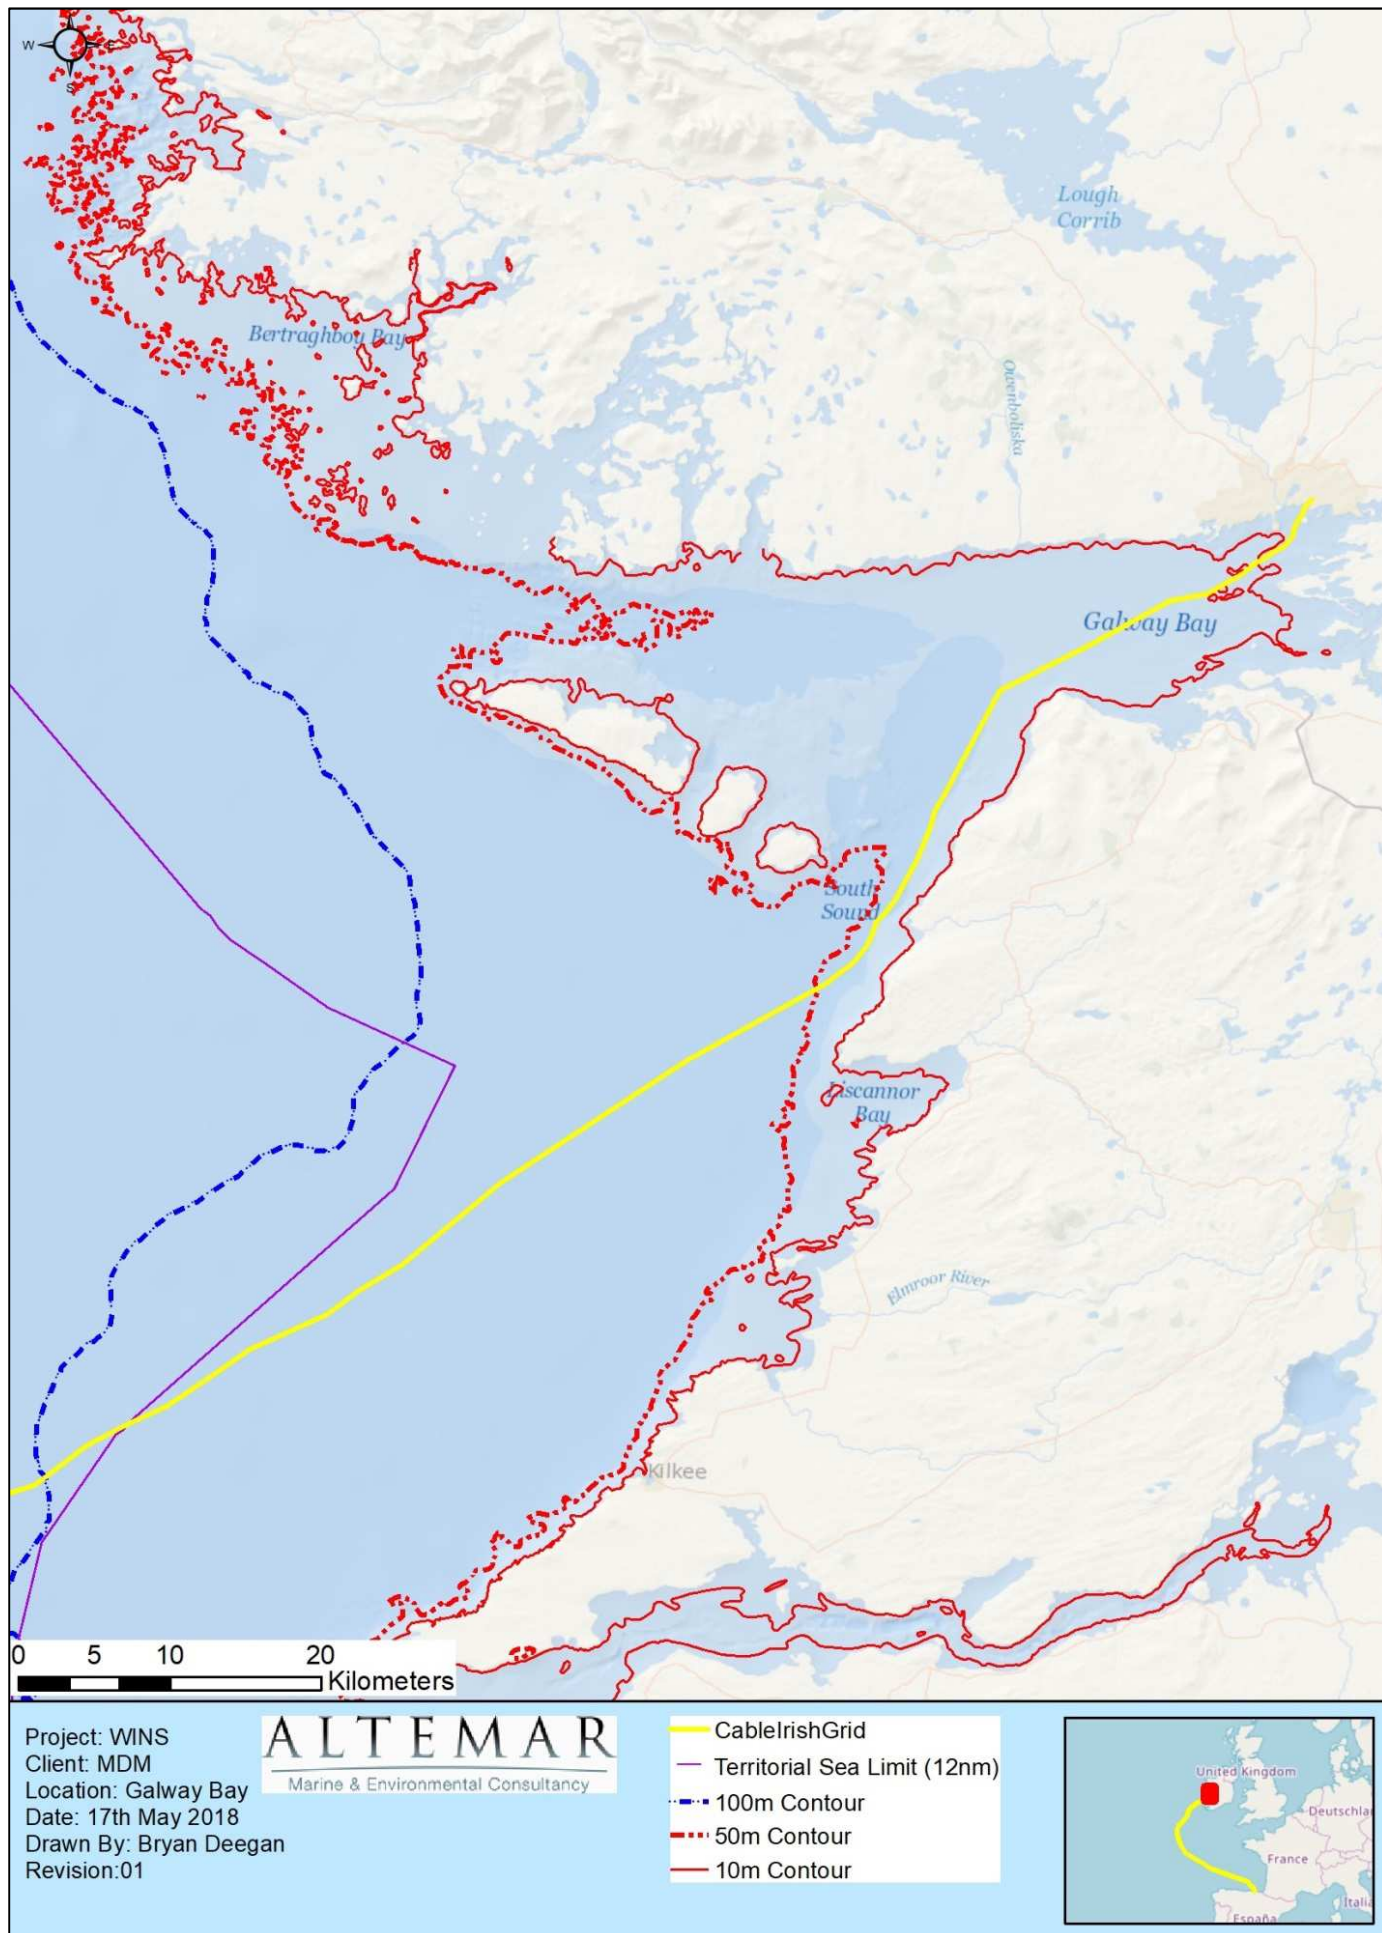 W
E
S
Lough
Corrib
Bertraghboy Bay
Owenboliska
Galway Bay
South
Sound
Liscannor
Bay
Elmroor River
Kilkee
0 5 10 20
Kilometers
Project: WINS
Client: MDM
Location: Galway Bay
Date: 17th May 2018
Drawn By: Bryan Deegan
Revision:01
ALTEMAR
Marine & Environmental Consultancy
CableIrishGrid
Territorial Sea Limit (12nm)
100m Contour
50m Contour
10m Contour
United Kingdom
Deutschla
France
Italia
España